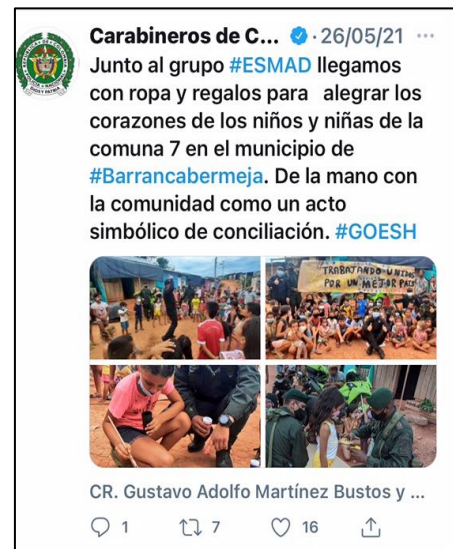 Carabineros de C... · 26/05/21 ...
Junto al grupo #ESMAD llegamos
con ropa y regalos para alegrar los
corazones de los niños y niñas de la
comuna 7 en el municipio de
#Barrancabermeja. De la mano con
la comunidad como un acto
simbólico de conciliación. #GOESH
TRABAJANDO UNIDOS
POR UN MEJOR PAIS
CR. Gustavo Adolfo Martínez Bustos y ...
1 7 16